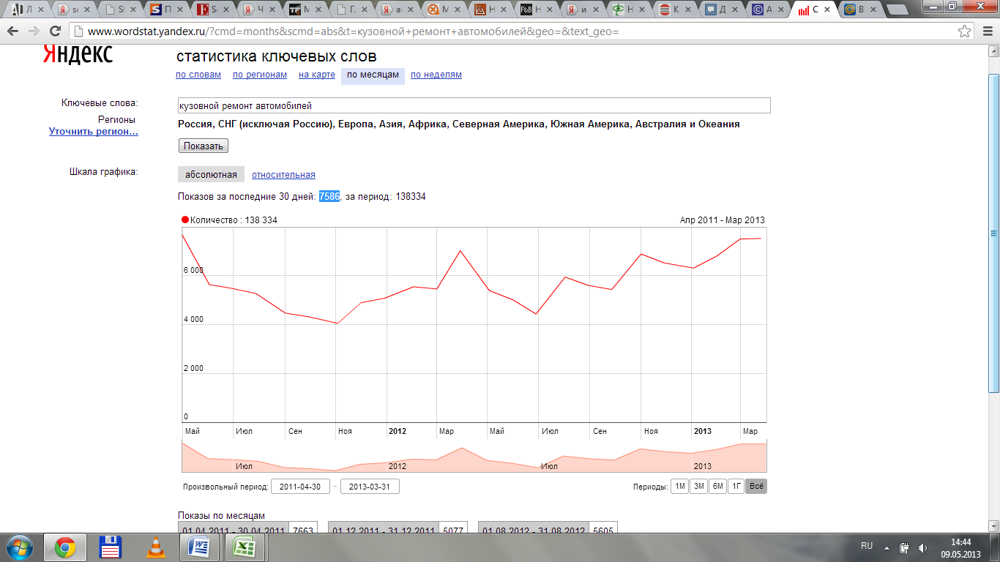 www.wordstat.yandex.ru/?cmd=months&scmd=abs&t=кузовной+ремонт+автомобилей&geo=&text_geo=
Яндекс
статистика ключевых слов
по словам по регионам на карте по месяцам по неделям
Ключевые слова: кузовной ремонт автомобилей
Регионы Россия, СНГ (исключая Россию), Европа, Азия, Африка, Северная Америка, Южная Америка, Австралия и Океания
Уточнить регион…
Показать
Шкала графика: абсолютная относительная
Показов за последние 30 дней: 7586, за период: 138334
Количество : 138 334 Апр 2011 - Мар 2013
6 000
4 000
2 000
0
Май Июл Сен Ноя 2012 Мар Май Июл Сен Ноя 2013 Мар
Июл 2012 Июл 2013
Произвольный период: 2011-04-30 – 2013-03-31 Периоды: 1М 3М 6М 1Г Всё
Показы по месяцам
01.04.2011 - 30.04.2011 7663 01.12.2011 - 31.12.2011 5077 01.08.2012 - 31.08.2012 5605
RU 14:44
09.05.2013